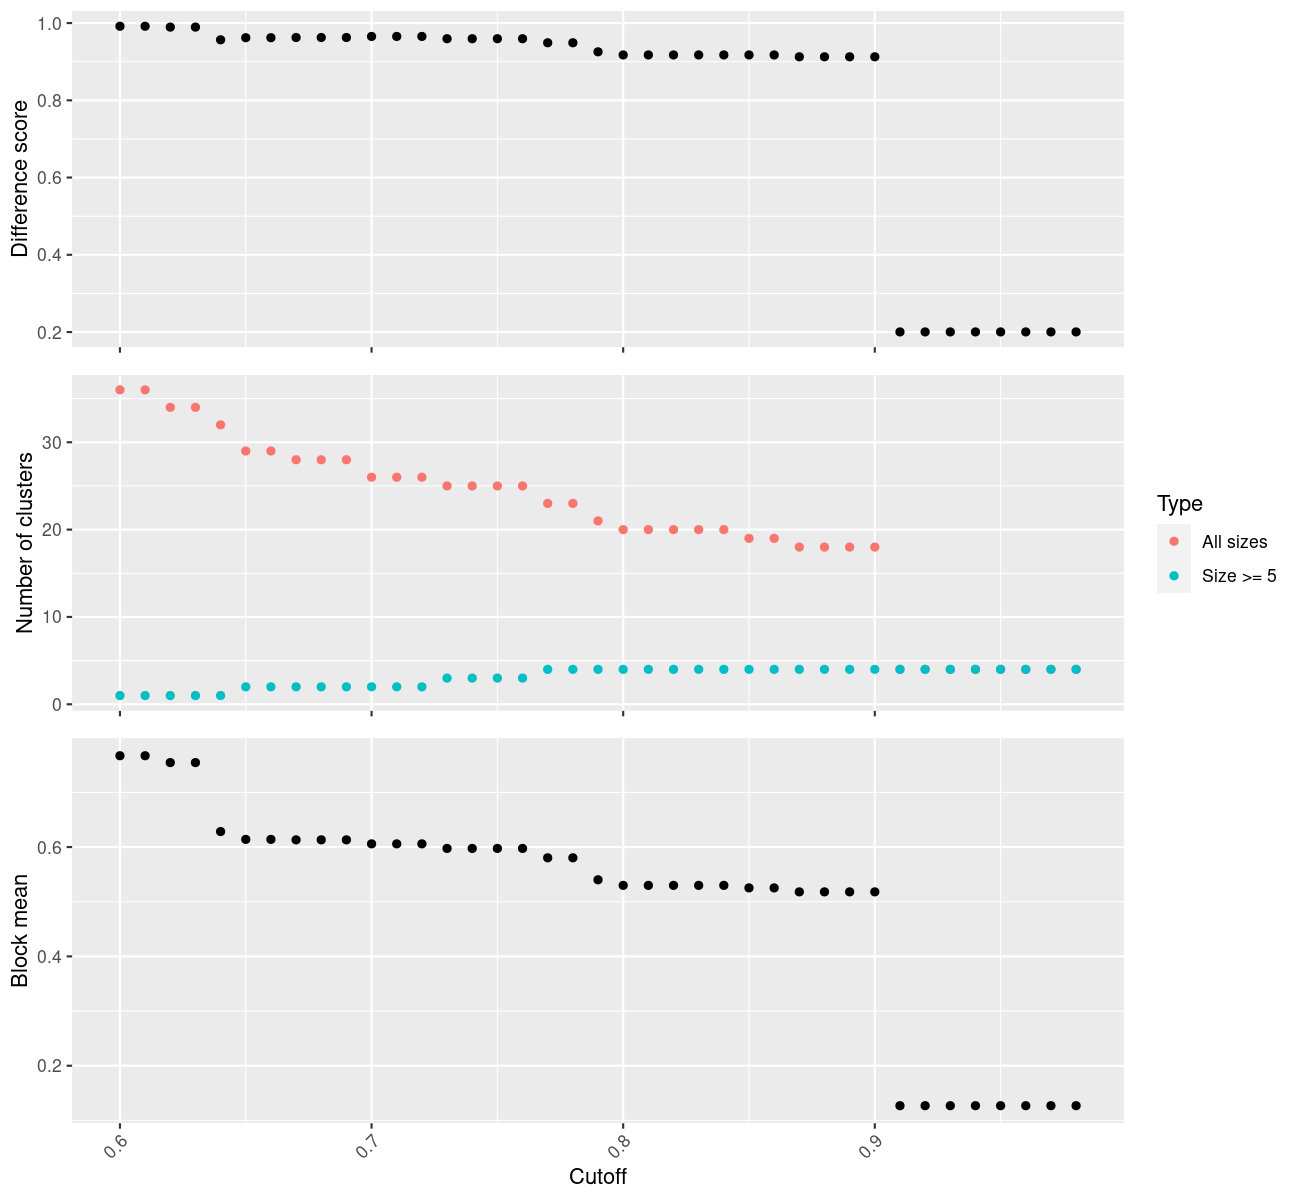 Difference score
1.0
0.8
0.6
0.4
0.2
Number of clusters
30
20
10
0
Type
All sizes
Size >= 5
Block mean
0.6
0.4
0.2
0.6
0.7
0.8
0.9
Cutoff